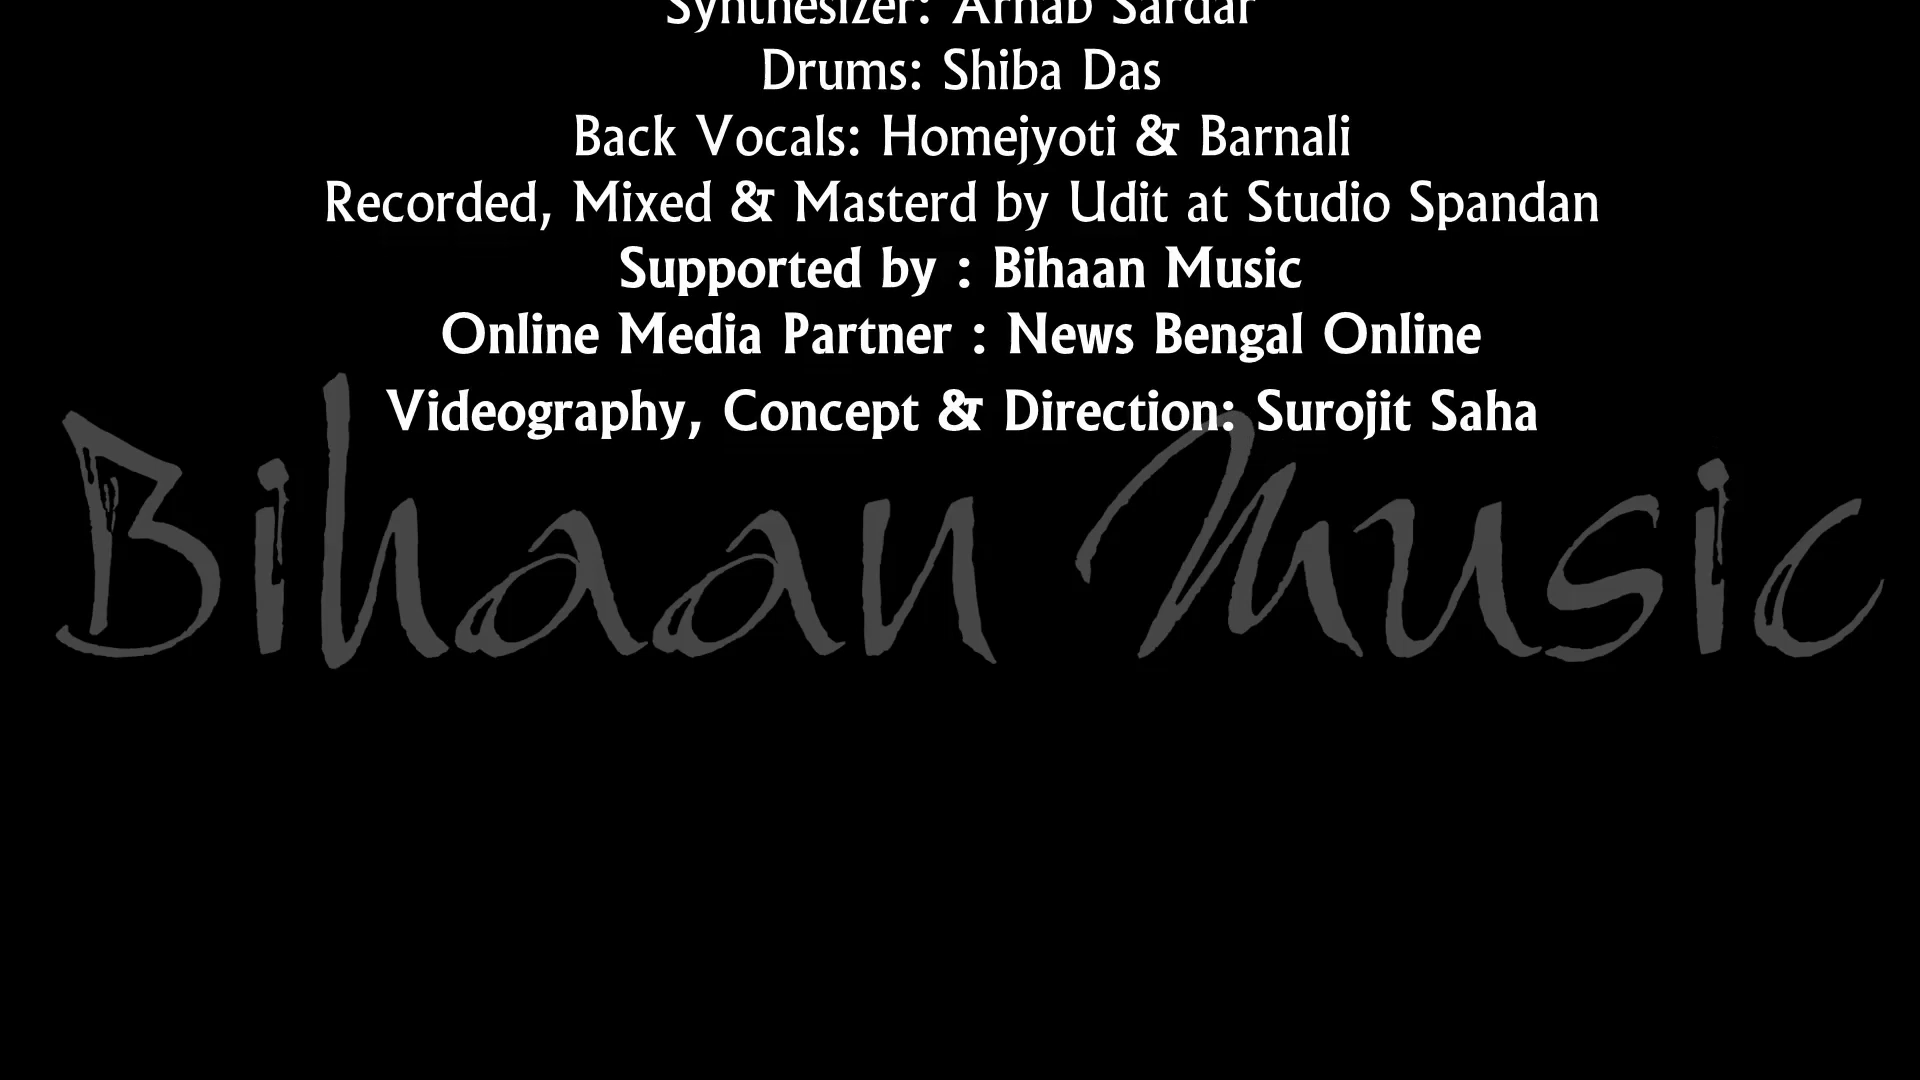 Synthesizer: Arnab Sardar
Drums: Shiba Das
Back Vocals: Homejyoti & Barnali
Recorded, Mixed & Masterd by Udit at Studio Spandan
Supported by : Bihaan Music
Online Media Partner : News Bengal Online
Videography, Concept & Direction: Surojit Saha
Bihaan Music